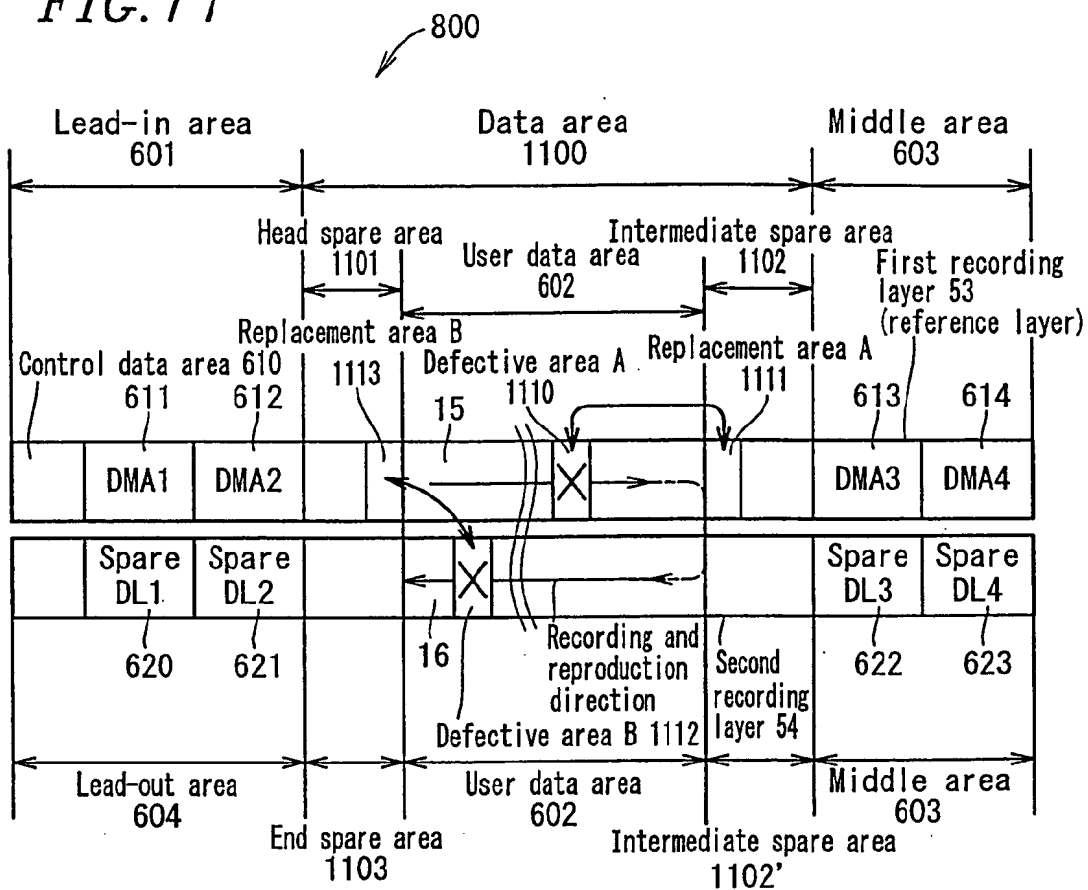 FIG. 11
800
Lead-in area
601
Data area
1100
Middle area
603
Head spare area
1101
User data area
602
Intermediate spare area
1102
First recording
layer 53
(reference layer)
Replacement area B
1113
Defective area A
1110
Replacement area A
1111
Control data area 610
611
612
15
613
614
DMA1
DMA2
DMA3
DMA4
Spare
DL1
Spare
DL2
Spare
DL3
Spare
DL4
620
621
16
Recording and
reproduction
direction
Second
recording
layer 54
622
623
Defective area B 1112
Lead-out area
604
User data area
602
Middle area
603
End spare area
1103
Intermediate spare area
1102'